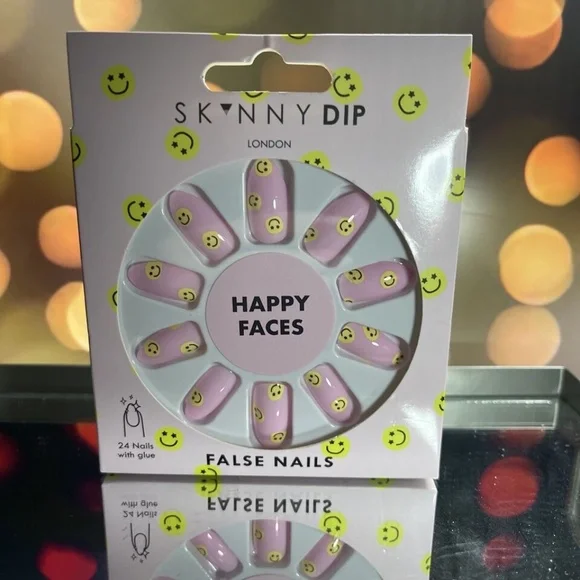 SKINNY DIP
LONDON
HAPPY
FACES
24 Nails
with glue
FALSE NAILS